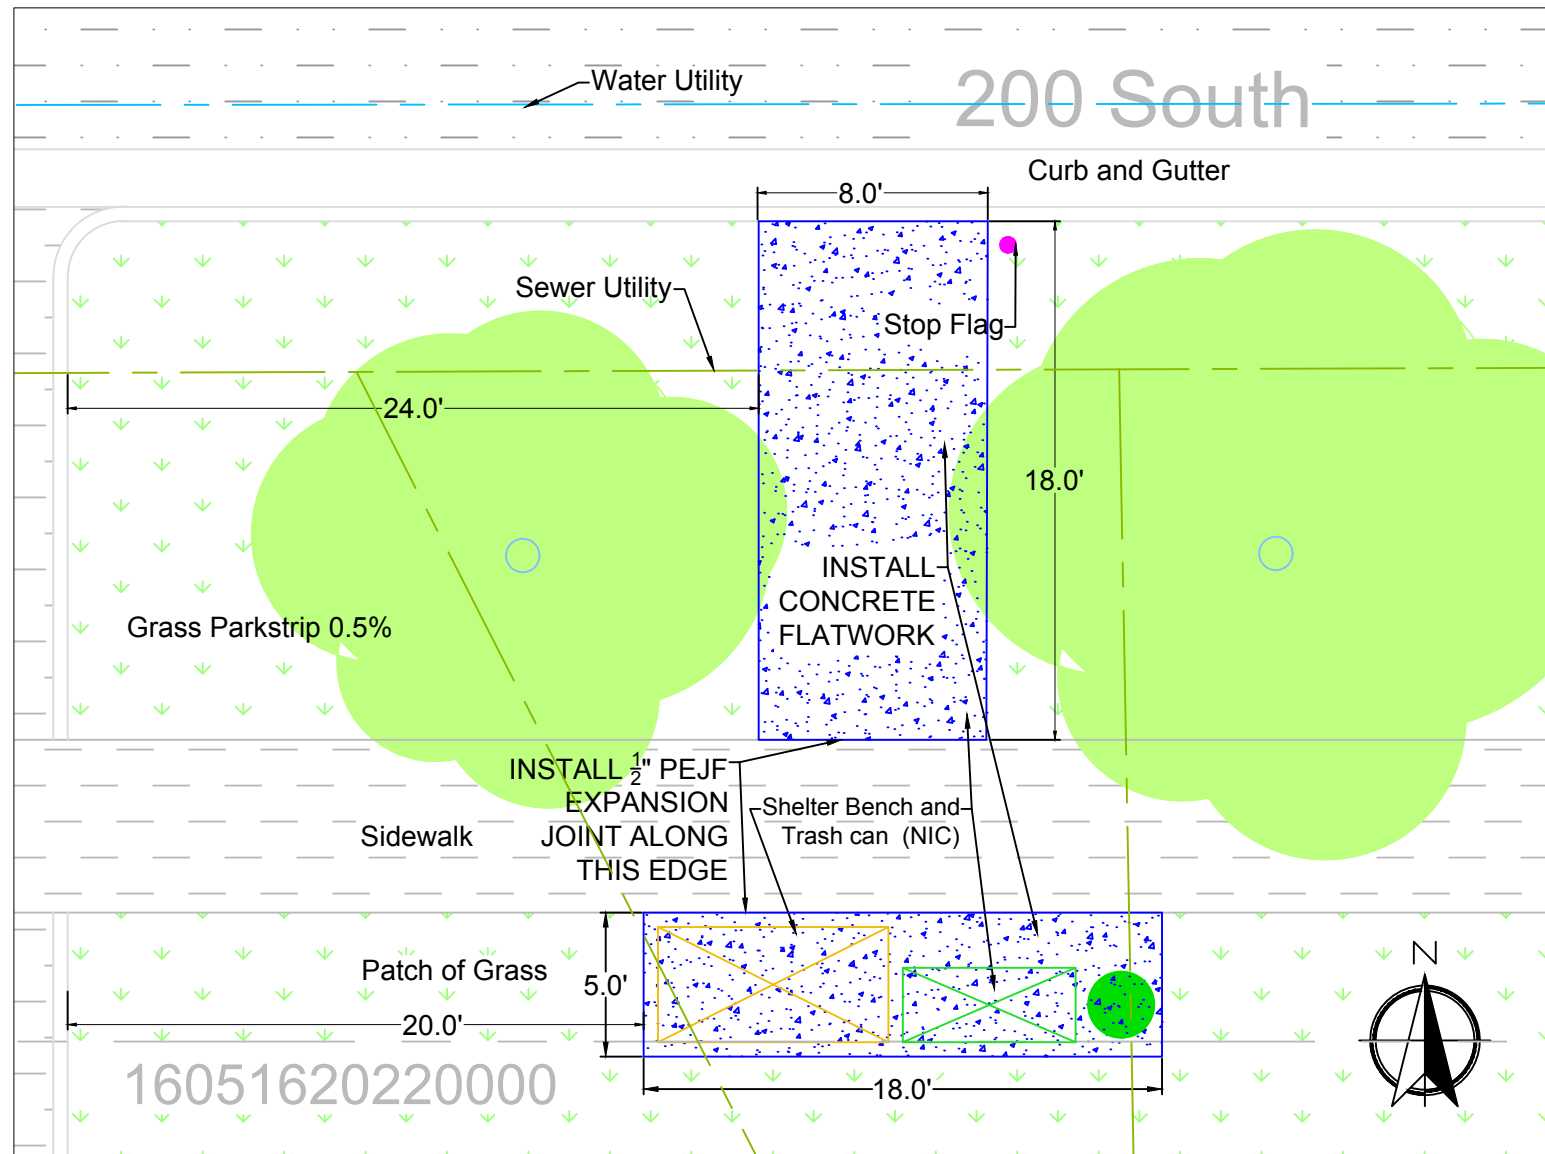 Water Utility
200 South
Curb and Gutter
8.0'
Sewer Utility
Stop Flag
24.0'
18.0'
INSTALL
CONCRETE
FLATWORK
Grass Parkstrip 0.5%
INSTALL ½" PEJF
EXPANSION
JOINT ALONG
THIS EDGE
Shelter Bench and
Trash can (NIC)
Sidewalk
Patch of Grass
5.0'
20.0'
18.0'
N
16051620220000